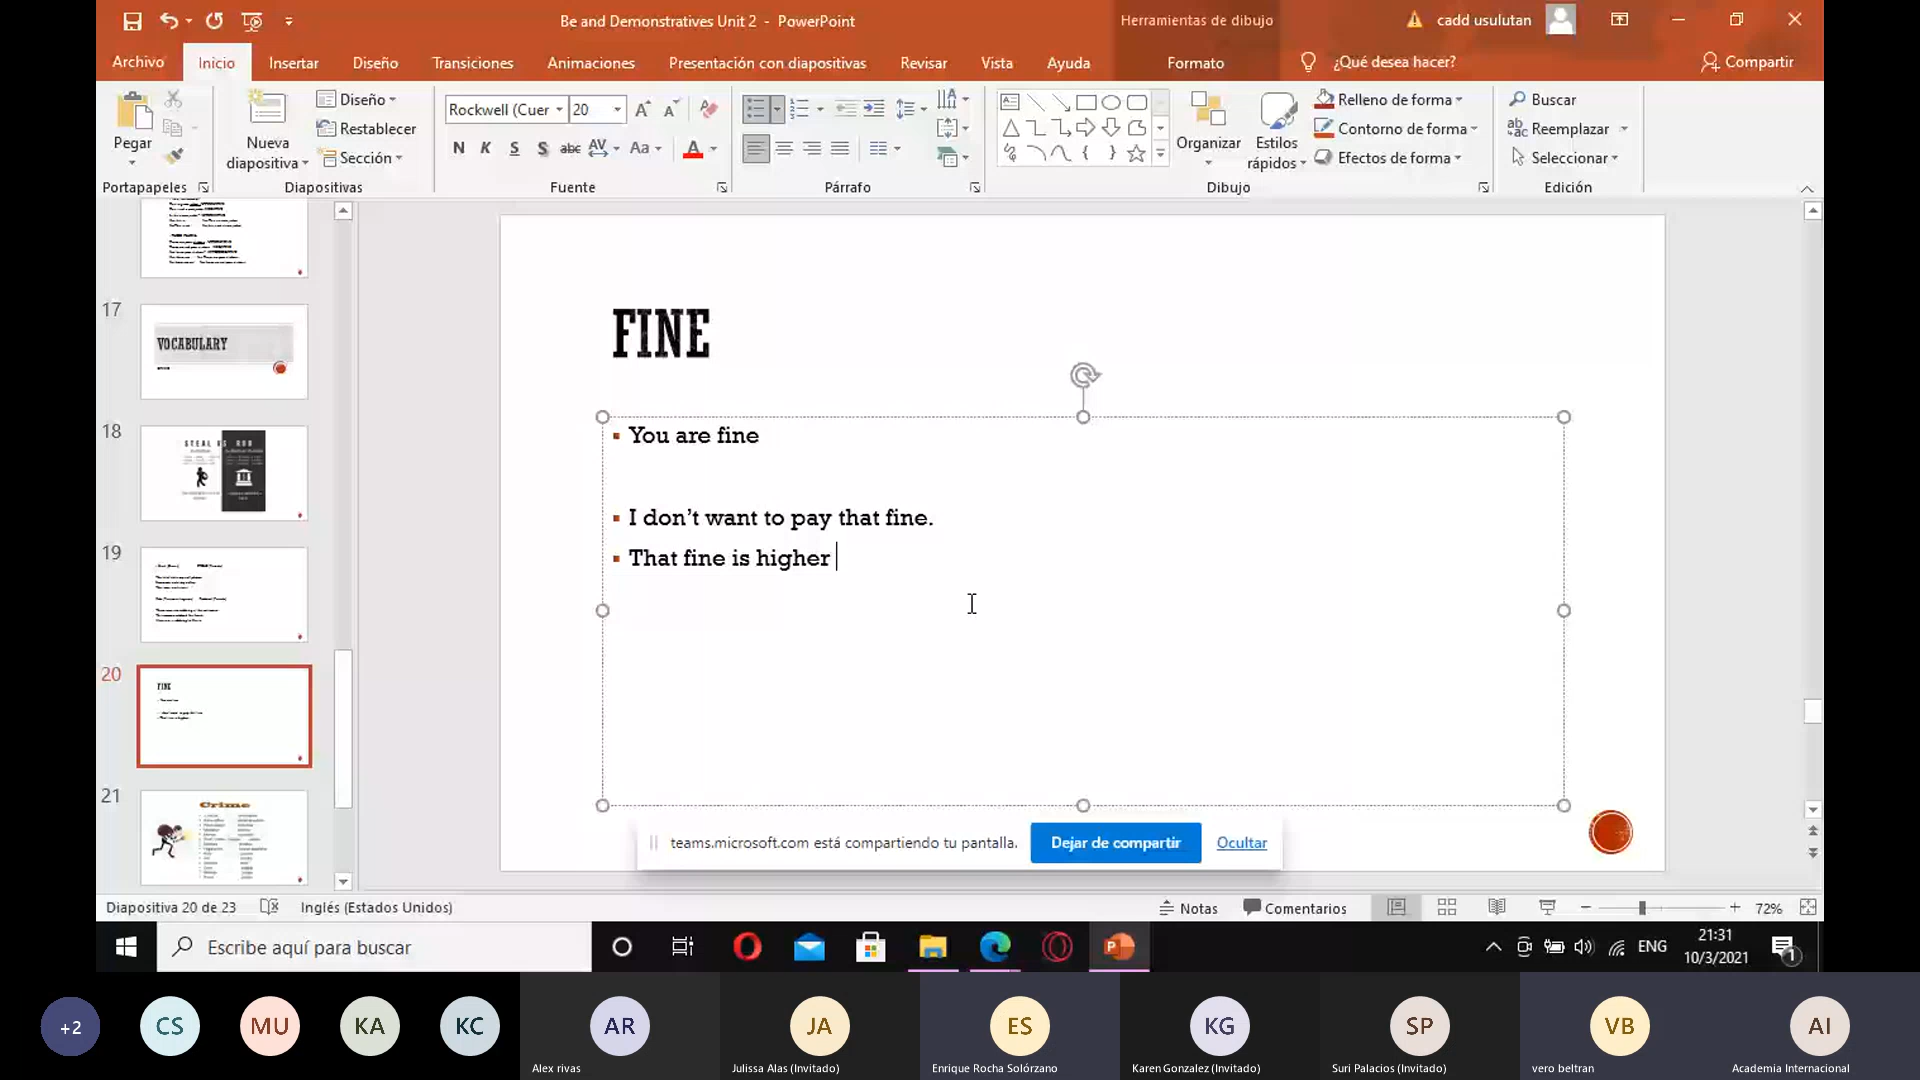 Be and Demonstratives Unit 2 - PowerPoint
Herramientas de dibujo
cadd usulutan
Archivo
Inicio
Insertar
Diseño
Transiciones
Animaciones
Presentación con diapositivas
Revisar
Vista
Ayuda
Formato
¿Qué desea hacer?
Compartir
Pegar
Nueva
diapositiva
Diseño
Restablecer
Sección
Rockwell (Cuer
20
N K S S abc AV Aa A
Organizar
Estilos
rápidos
Relleno de forma
Contorno de forma
Efectos de forma
Buscar
Reemplazar
Seleccionar
Portapapeles
Diapositivas
Fuente
Párrafo
Dibujo
Edición
17
VOCABULARY
18
19
20
FINE
21
Crime
FINE
You are fine
I don't want to pay that fine.
That fine is higher
teams.microsoft.com está compartiendo tu pantalla.
Dejar de compartir
Ocultar
Diapositiva 20 de 23
Inglés (Estados Unidos)
Notas
Comentarios
72%
Escribe aquí para buscar
ENG
21:31
10/3/2021
1
+2
CS
MU
KA
KC
AR
JA
ES
KG
SP
VB
AI
Alex rivas
Julissa Alas (Invitado)
Enrique Rocha Solórzano
Karen Gonzalez (Invitado)
Suri Palacios (Invitado)
vero beltran
Academia Internacional